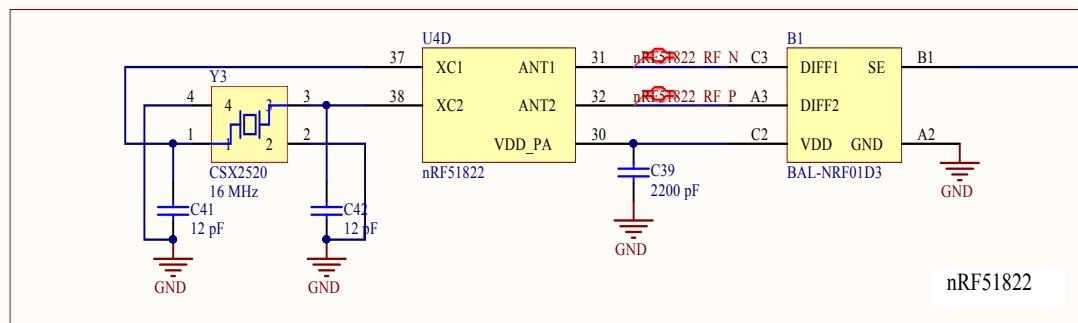 U4D
B1
37
XC1
ANT1
31
nRF51822_RF_N
C3
DIFF1
SE
B1
Y3
4
4
3
3
38
XC2
ANT2
32
nRF51822_RF_P
A3
DIFF2
1
1
2
2
VDD_PA
30
C2
VDD
GND
A2
CSX2520
16 MHz
nRF51822
C39
2200 pF
BAL-NRF01D3
GND
C41
12 pF
C42
12 pF
GND
GND
GND
nRF51822